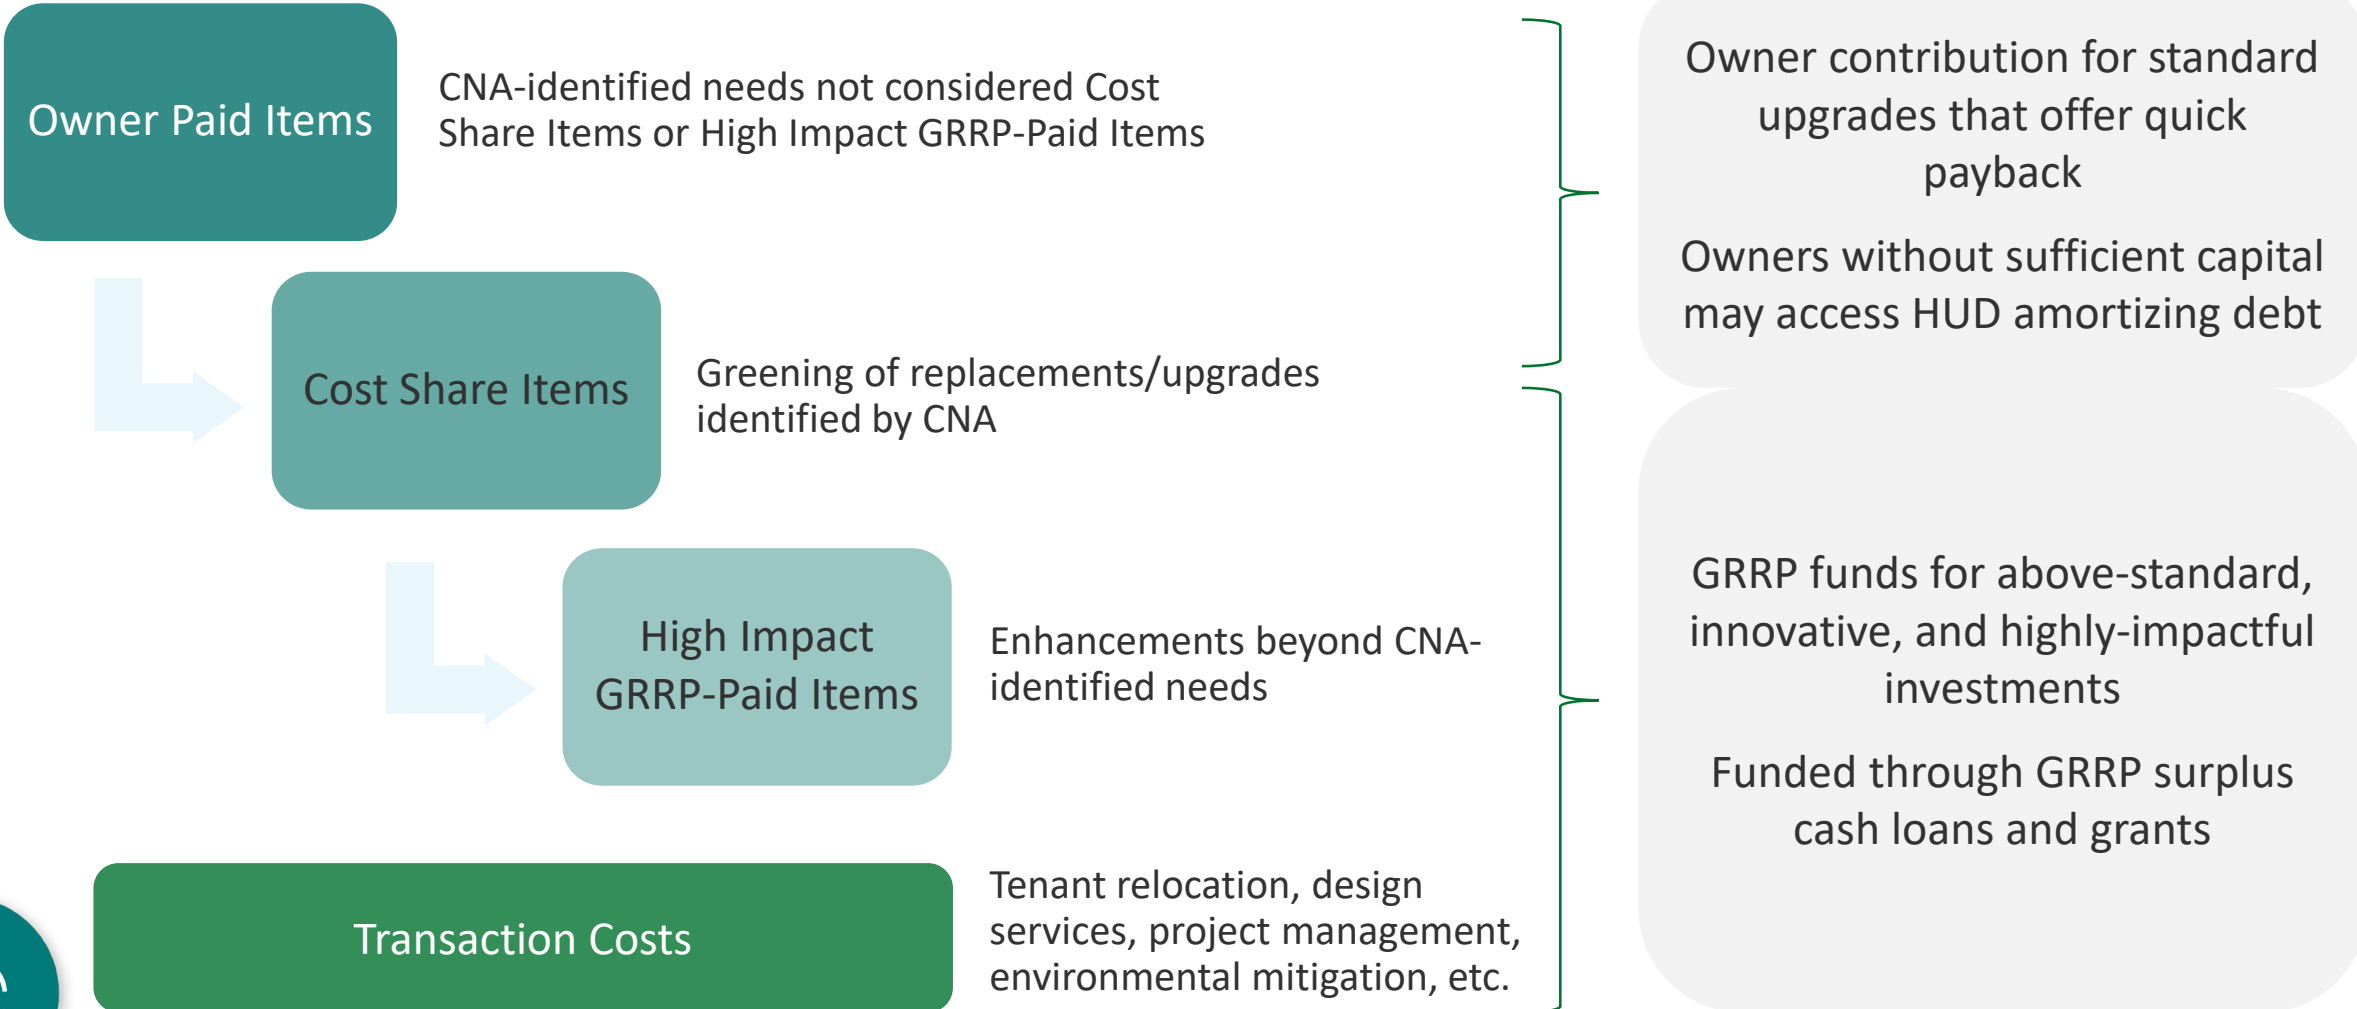 Owner Paid Items
CNA-identified needs not considered Cost
Share Items or High Impact GRRP-Paid Items
Owner contribution for standard
upgrades that offer quick
payback
Owners without sufficient capital
may access HUD amortizing debt
Cost Share Items
Greening of replacements/upgrades
identified by CNA
High Impact
GRRP-Paid Items
Enhancements beyond CNA-
identified needs
GRRP funds for above-standard,
innovative, and highly-impactful
investments
Funded through GRRP surplus
cash loans and grants
Transaction Costs
Tenant relocation, design
services, project management,
environmental mitigation, etc.